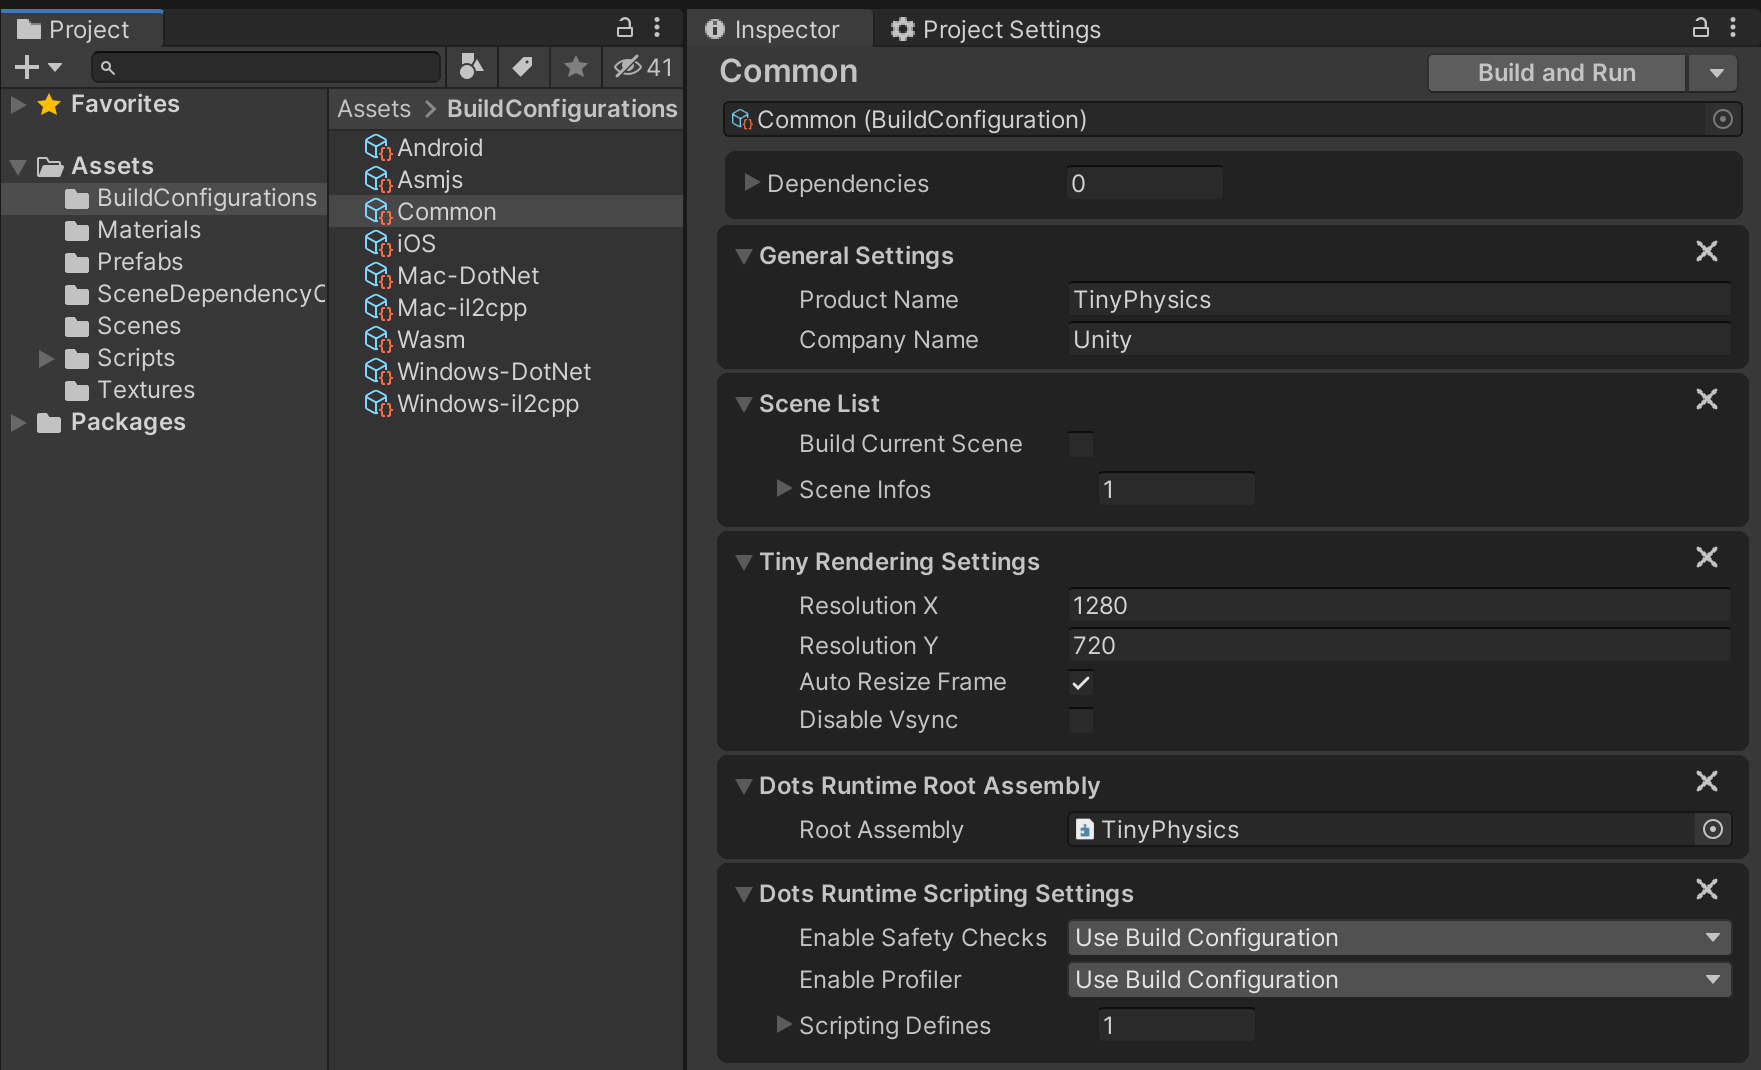 Project
41
Favorites
Assets
BuildConfigurations
Materials
Prefabs
SceneDependencyC
Scenes
Scripts
Textures
Packages
Assets > BuildConfigurations
Android
Asmjs
Common
iOS
Mac-DotNet
Mac-il2cpp
Wasm
Windows-DotNet
Windows-il2cpp
Inspector
Project Settings
Common
Build and Run
Common (BuildConfiguration)
Dependencies 0
General Settings
Product Name TinyPhysics
Company Name Unity
Scene List
Build Current Scene
Scene Infos 1
Tiny Rendering Settings
Resolution X 1280
Resolution Y 720
Auto Resize Frame
Disable Vsync
Dots Runtime Root Assembly
Root Assembly TinyPhysics
Dots Runtime Scripting Settings
Enable Safety Checks Use Build Configuration
Enable Profiler Use Build Configuration
Scripting Defines 1